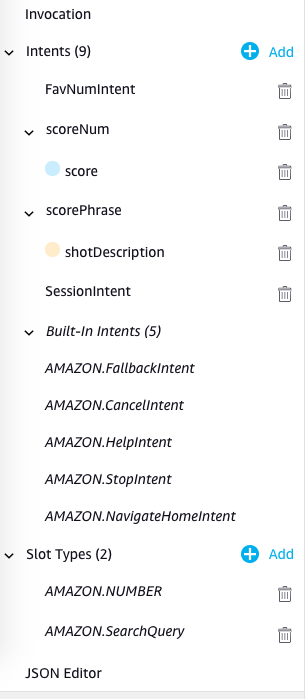 Invocation
Intents (9) Add
FavNumIntent
scoreNum
score
scorePhrase
shotDescription
SessionIntent
Built-In Intents (5)
AMAZON.FallbackIntent
AMAZON.CancelIntent
AMAZON.HelpIntent
AMAZON.StopIntent
AMAZON.NavigateHomeIntent
Slot Types (2) Add
AMAZON.NUMBER
AMAZON.SearchQuery
JSON Editor